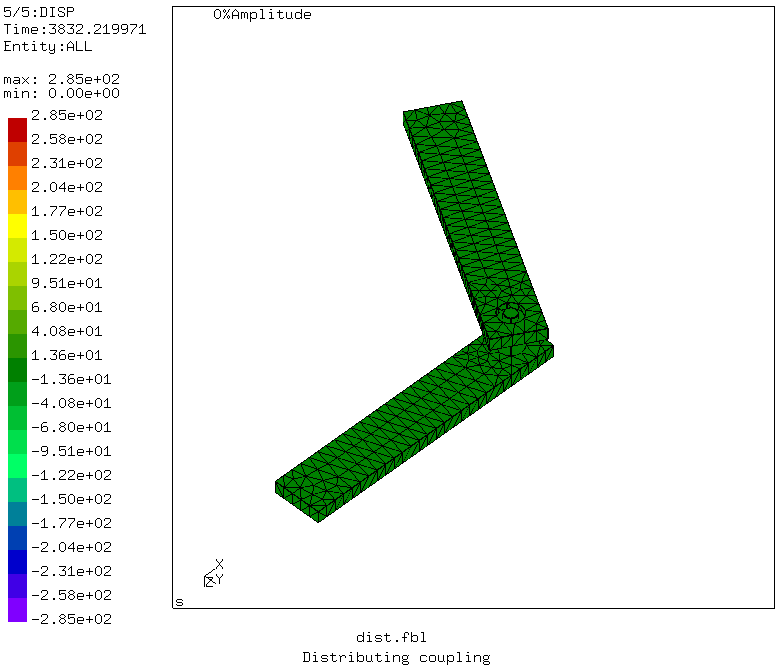 5/5:DISP
Time:3832.219971
Entity:ALL
max: 2.85e+02
min: 0.00e+00
2.85e+02
2.58e+02
2.31e+02
2.04e+02
1.77e+02
1.50e+02
1.22e+02
9.51e+01
6.80e+01
4.08e+01
1.36e+01
-1.36e+01
-4.08e+01
-6.80e+01
-9.51e+01
-1.22e+02
-1.50e+02
-1.77e+02
-2.04e+02
-2.31e+02
-2.58e+02
-2.85e+02
0%Amplitude
X
Z Y
s
dist.fbl
Distributing coupling